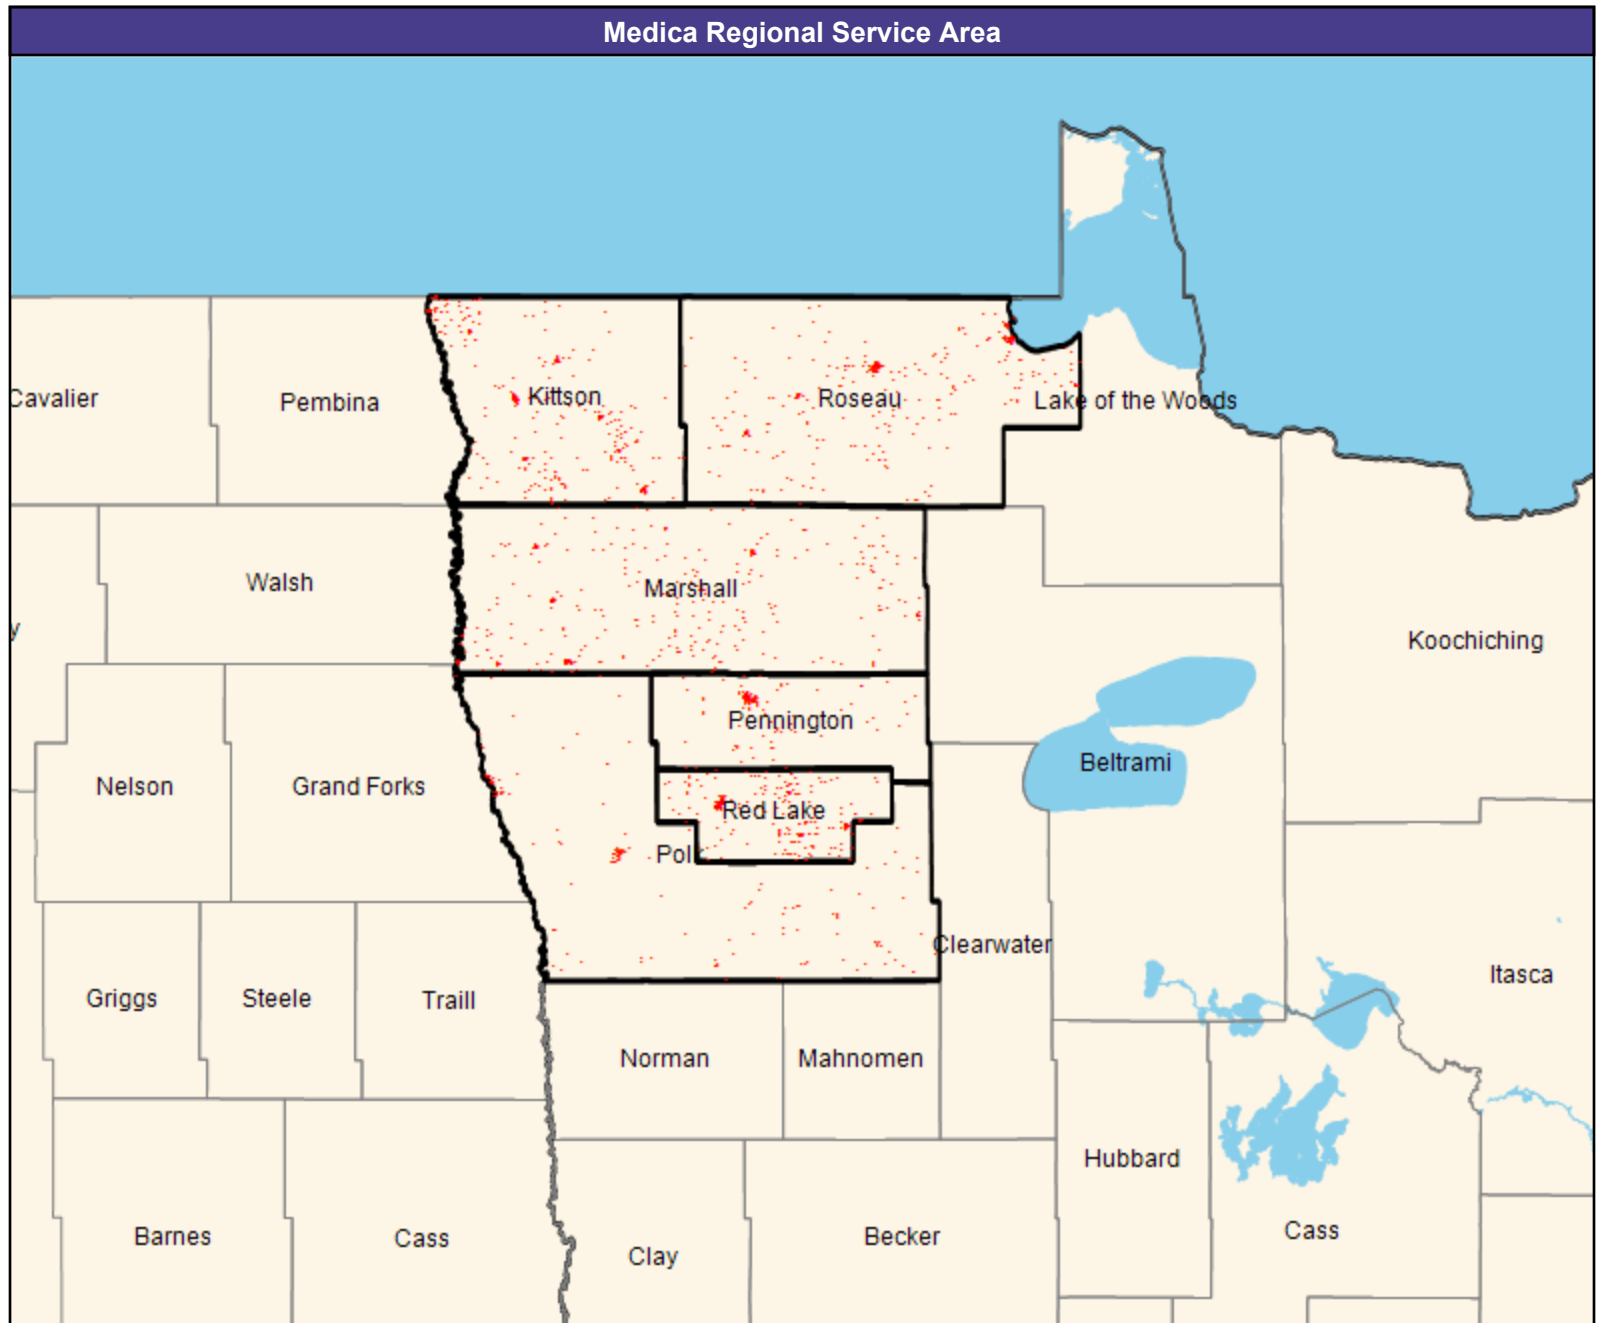 Medica Regional Service Area
Cavalier
Pembina
Kittson
Roseau
Lake of the Woods
Walsh
Marshall
y
Koochiching
Pennington
Nelson
Grand Forks
Beltrami
Red Lake
Pol
Clearwater
Griggs
Steele
Traill
Itasca
Norman
Mahnomen
Hubbard
Barnes
Cass
Clay
Becker
Cass